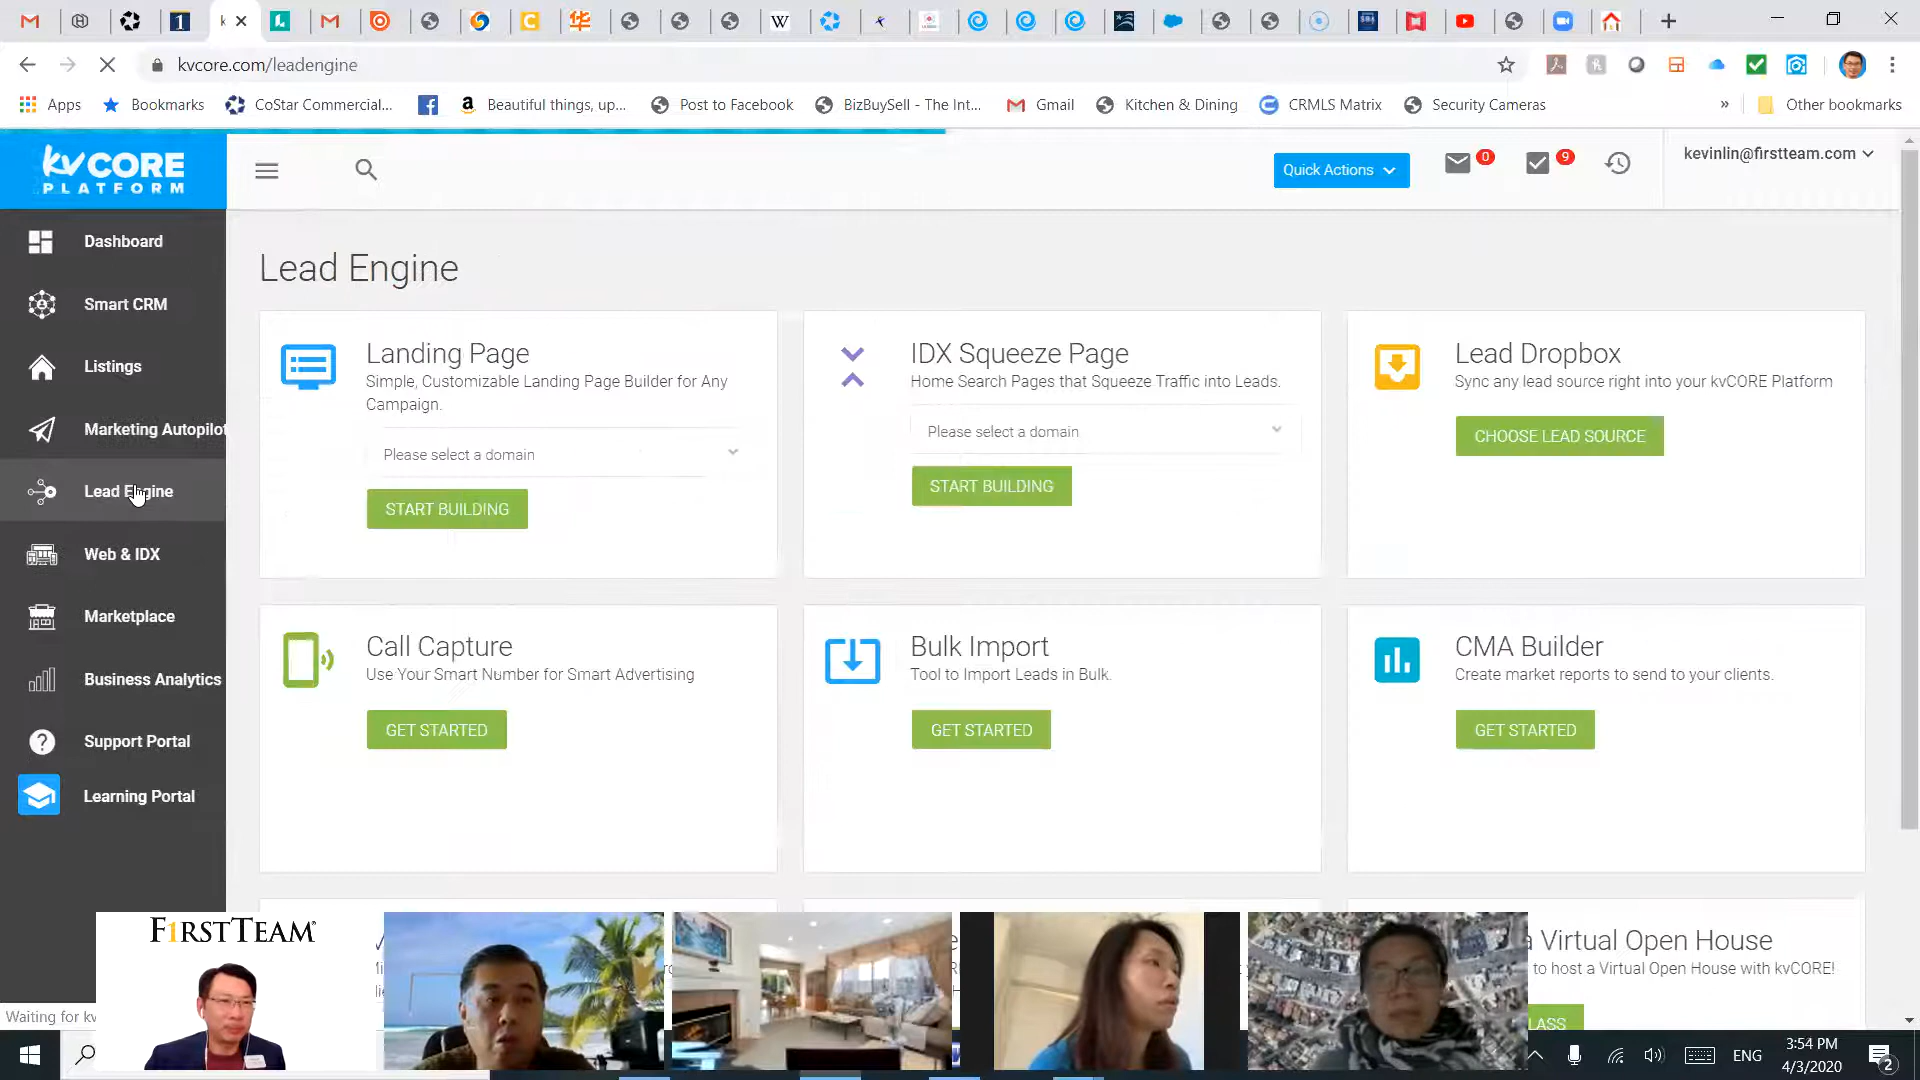 kvcore.com/leadengine
Apps
Bookmarks
CoStar Commercial...
Beautiful things, up...
Post to Facebook
BizBuySell - The Int...
Gmail
Kitchen & Dining
CRMLS Matrix
Security Cameras
»
Other bookmarks
kvCORE
PLATFORM
Quick Actions
0
9
kevinlin@firstteam.com
Dashboard
Smart CRM
Listings
Marketing Autopilot
Lead Engine
Web & IDX
Marketplace
Business Analytics
Support Portal
Learning Portal
Lead Engine
Landing Page
Simple, Customizable Landing Page Builder for Any
Campaign.
Please select a domain
START BUILDING
IDX Squeeze Page
Home Search Pages that Squeeze Traffic into Leads.
Please select a domain
START BUILDING
Lead Dropbox
Sync any lead source right into your kvCORE Platform
CHOOSE LEAD SOURCE
Call Capture
Use Your Smart Number for Smart Advertising
GET STARTED
Bulk Import
Tool to Import Leads in Bulk.
GET STARTED
CMA Builder
Create market reports to send to your clients.
GET STARTED
a Virtual Open House
to host a Virtual Open House with kvCORE!
LASS
FIRSTTEAM®
Waiting for kv
ENG
3:54 PM
4/3/2020
2